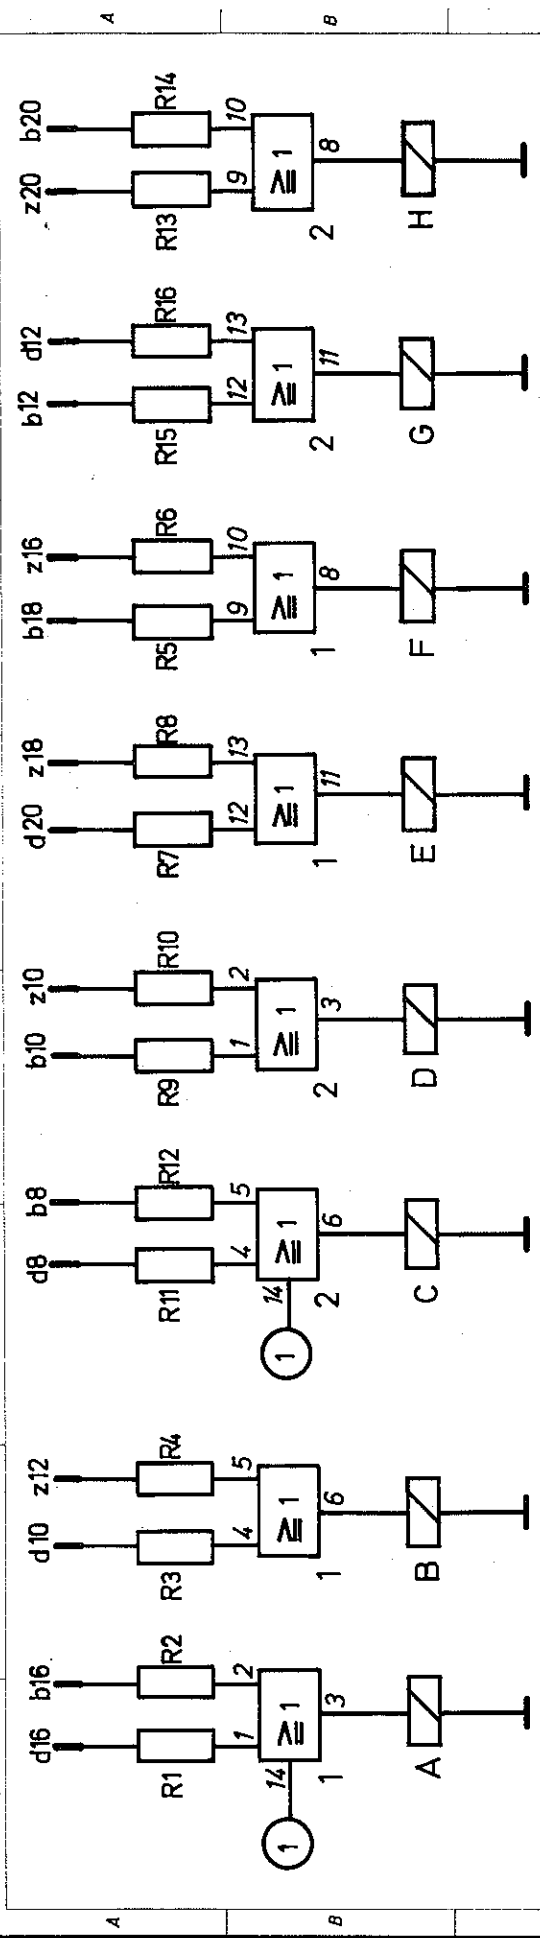 A
B
b20
z20
R14
R13
10
9
≥1
8
2
H
d12
b12
R16
R15
13
12
≥1
11
2
G
z16
b18
R6
R5
10
9
≥1
8
1
F
z18
d20
R8
R7
13
12
≥1
11
1
E
z10
b10
R10
R9
2
1
≥1
3
2
D
b8
d8
R12
R11
5
4
14
≥1
6
2
1
C
z12
d10
R4
R3
5
4
≥1
6
1
B
b16
d16
R2
R1
2
1
14
≥1
3
1
1
A
A
B